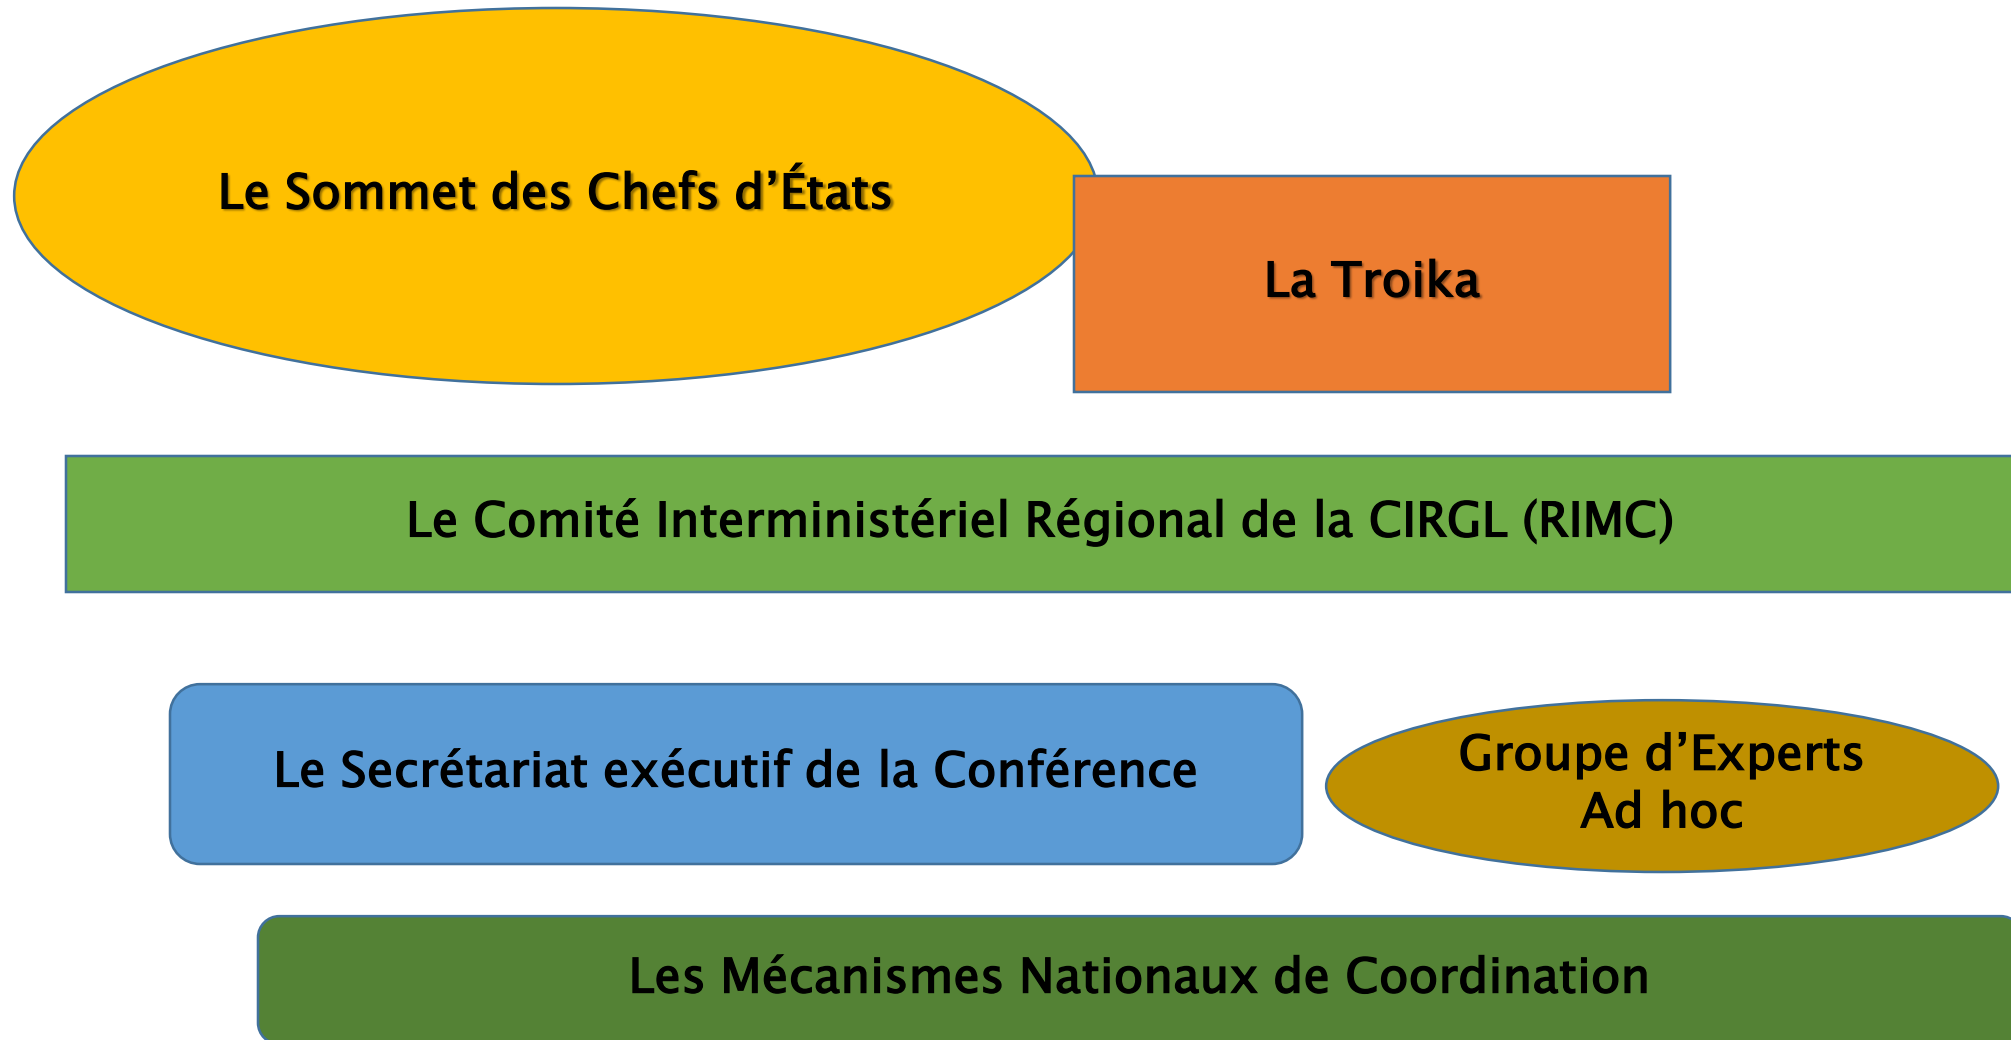 Le Sommet des Chefs d’États
La Troika
Le Comité Interministériel Régional de la CIRGL (RIMC)
Le Secrétariat exécutif de la Conférence
Groupe d’Experts
Ad hoc
Les Mécanismes Nationaux de Coordination